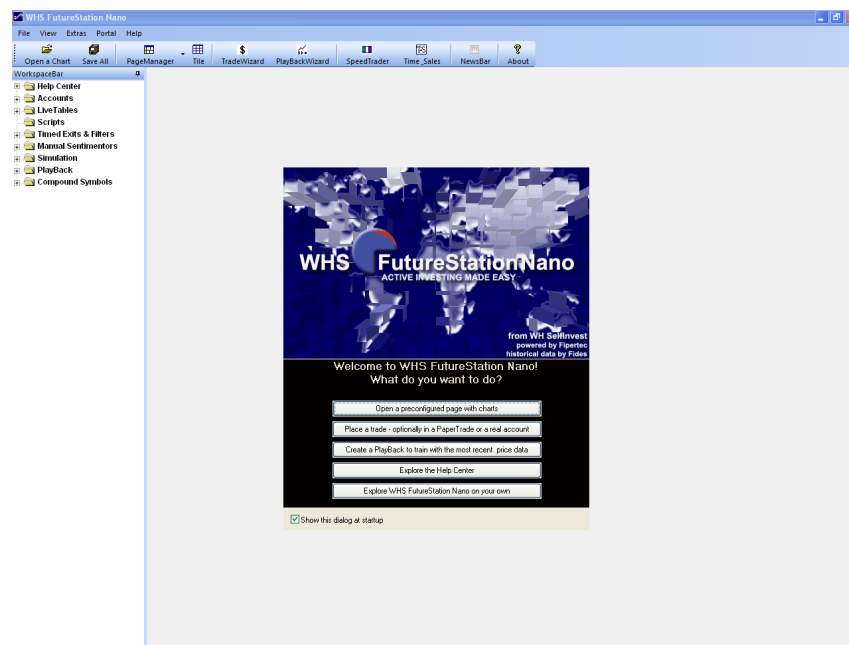 WHS FutureStation Nano
File View Extras Portal Help
Open a Chart Save All PageManager Tile TradeWizard PlayBackWizard SpeedTrader Time_Sales NewsBar About
WorkspaceBar
Help Center
Accounts
LiveTables
Scripts
Timed Exits & Filters
Manual Sentimentors
Simulation
PlayBack
Compound Symbols
WHS FutureStationNano
ACTIVE INVESTING MADE EASY
from WH SelfInvest
powered by Fipertec
historical data by Fides
Welcome to WHS FutureStation Nano!
What do you want to do?
Open a preconfigured page with charts
Place a trade - optionally in a PaperTrade or a real account
Create a PlayBack to train with the most recent price data
Explore the Help Center
Explore WHS FutureStation Nano on your own
Show this dialog at startup